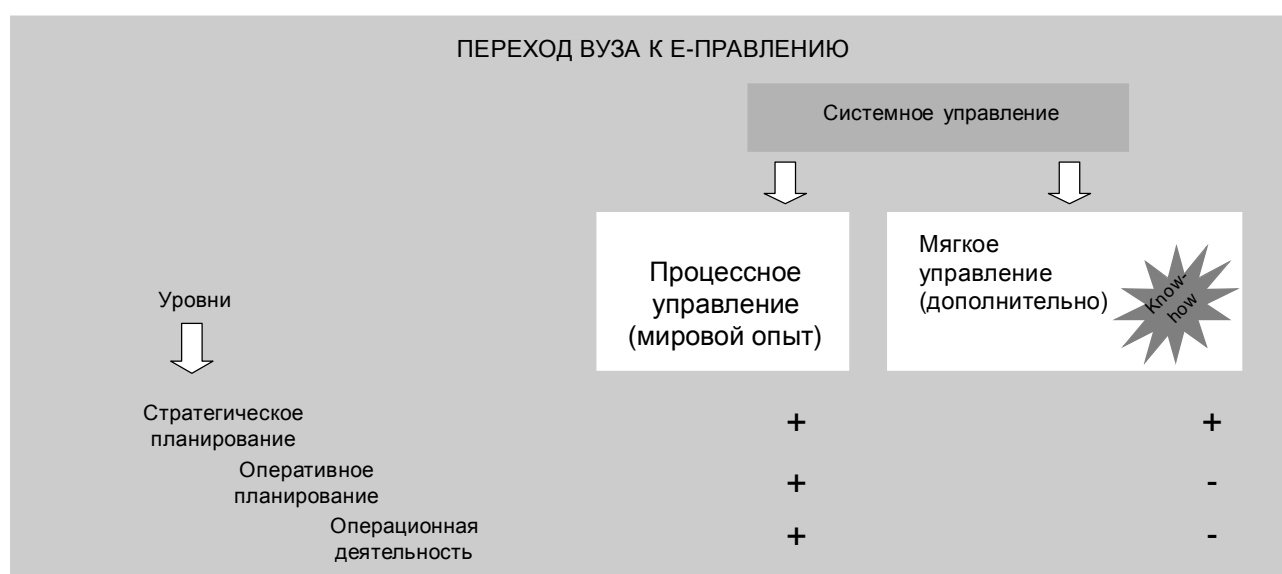 ПЕРЕХОД ВУЗА К Е-ПРАВЛЕНИЮ
Системное управление
Процессное
управление
(мировой опыт)
Мягкое
управление
(дополнительно)
Know-
how
Уровни
Стратегическое
планирование
+
+
Оперативное
планирование
+
-
Операционная
деятельность
+
-